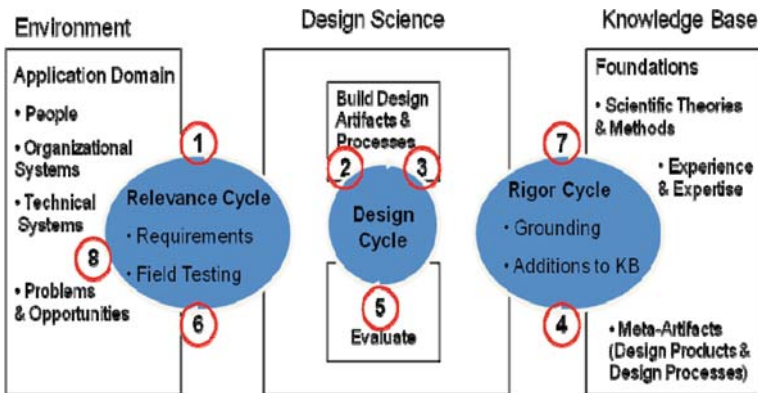 Environment
Design Science
Knowledge Base
Application Domain
• People
• Organizational
Systems
• Technical
Systems
• Problems
& Opportunities
1
8
6
Relevance Cycle
• Requirements
• Field Testing
Build Design
Artifacts &
Processes
2
3
Design
Cycle
5
Evaluate
7
Rigor Cycle
• Grounding
• Additions to KB
4
Foundations
• Scientific Theories
& Methods
• Experience
& Expertise
• Meta-Artifacts
(Design Products &
Design Processes)